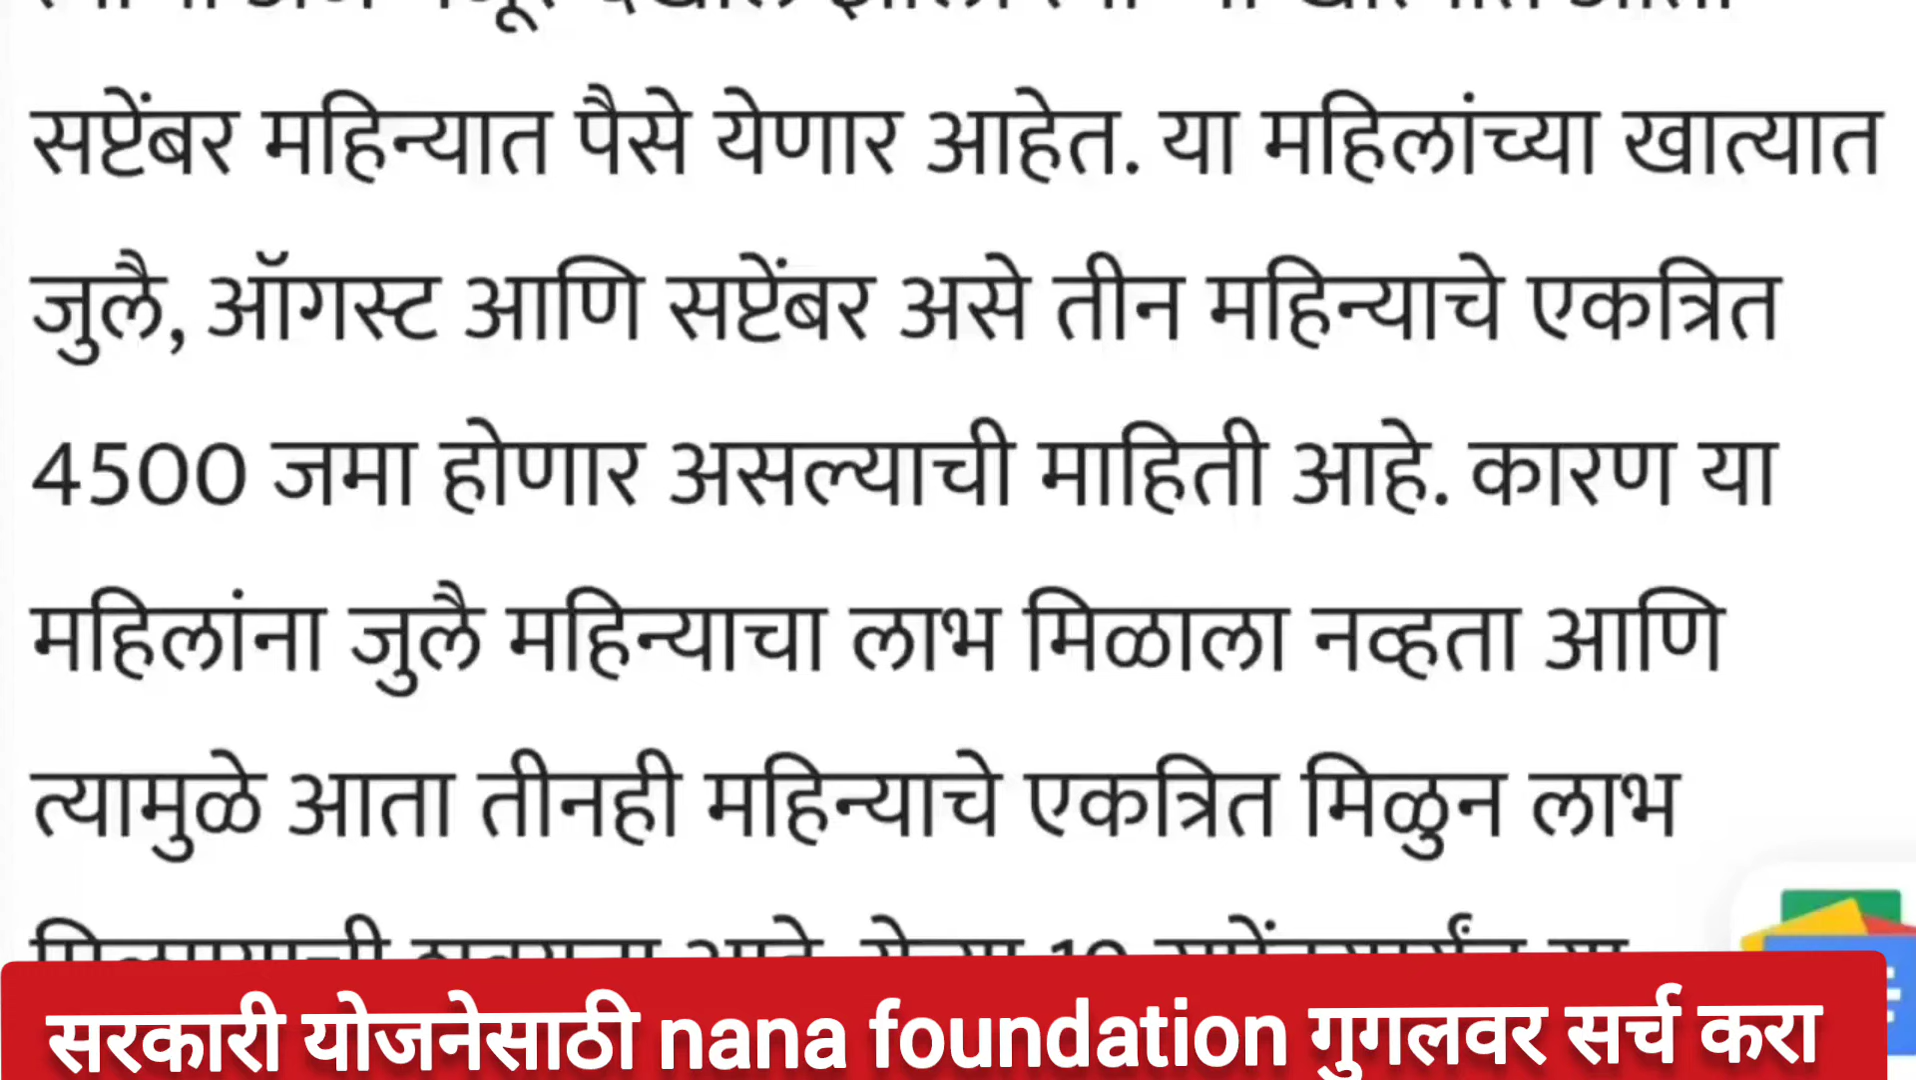 सप्टेंबर महिन्यात पैसे येणार आहेत. या महिलांच्या खात्यात
जुलै, ऑगस्ट आणि सप्टेंबर असे तीन महिन्याचे एकत्रित
4500 जमा होणार असल्याची माहिती आहे. कारण या
महिलांना जुलै महिन्याचा लाभ मिळाला नव्हता आणि
त्यामुळे आता तीनही महिन्याचे एकत्रित मिळुन लाभ
सरकारी योजनेसाठी nana foundation गुगलवर सर्च करा